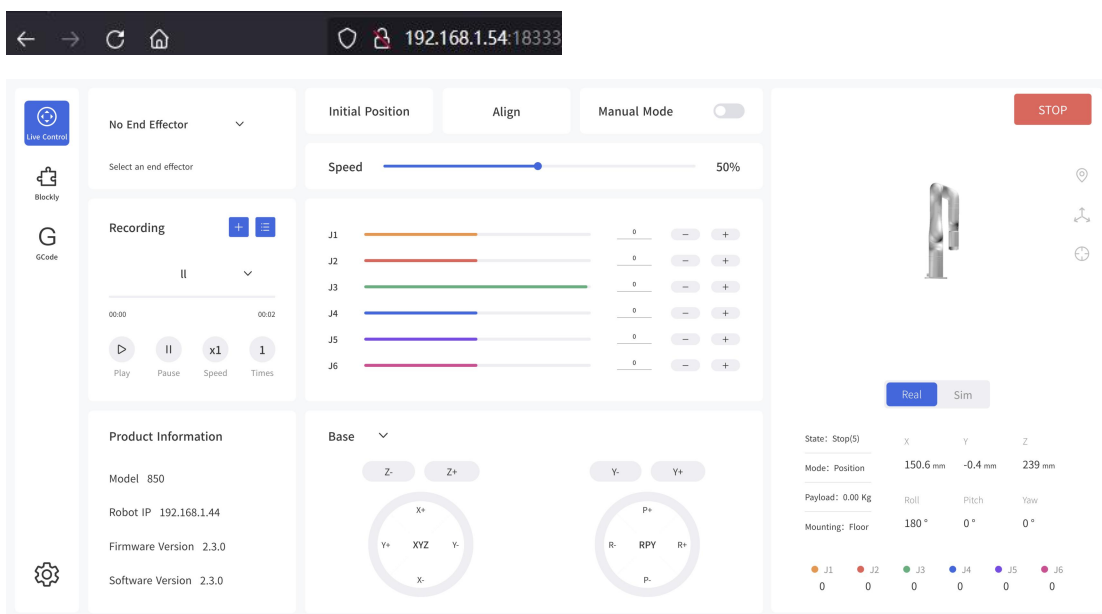 192.168.1.54:18333
Live Control
Blockly
GCode
No End Effector
Select an end effector
Recording
ll
00:00 00:02
x1 1
Play Pause Speed Times
Product Information
Model 850
Robot IP 192.168.1.44
Firmware Version 2.3.0
Software Version 2.3.0
Initial Position Align Manual Mode
Speed 50%
J1 0 − +
J2 0 − +
J3 0 − +
J4 0 − +
J5 0 − +
J6 0 − +
Base
Z- Z+ Y- Y+
X+ P+
Y+ XYZ Y- R- RPY R+
X- P-
STOP
Real Sim
State: Stop(5) X Y Z
Mode: Position 150.6 mm -0.4 mm 239 mm
Payload: 0.00 Kg Roll Pitch Yaw
Mounting: Floor 180 ° 0 ° 0 °
J1 J2 J3 J4 J5 J6
0 0 0 0 0 0